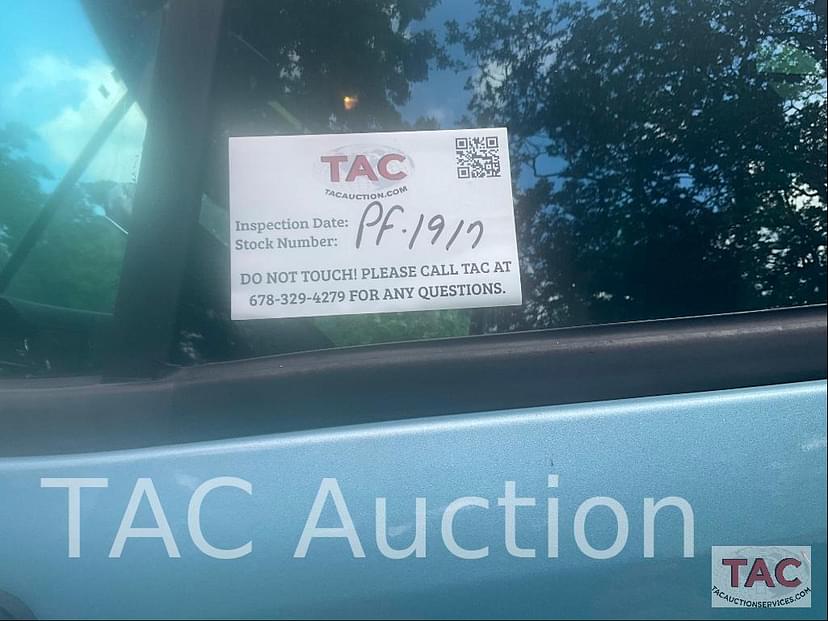 TAC
TACAUCTION.COM
Inspection Date:
Stock Number: PF-1917
DO NOT TOUCH! PLEASE CALL TAC AT
678-329-4279 FOR ANY QUESTIONS.
TAC Auction
TAC
TACAUCTIONSERVICES.COM